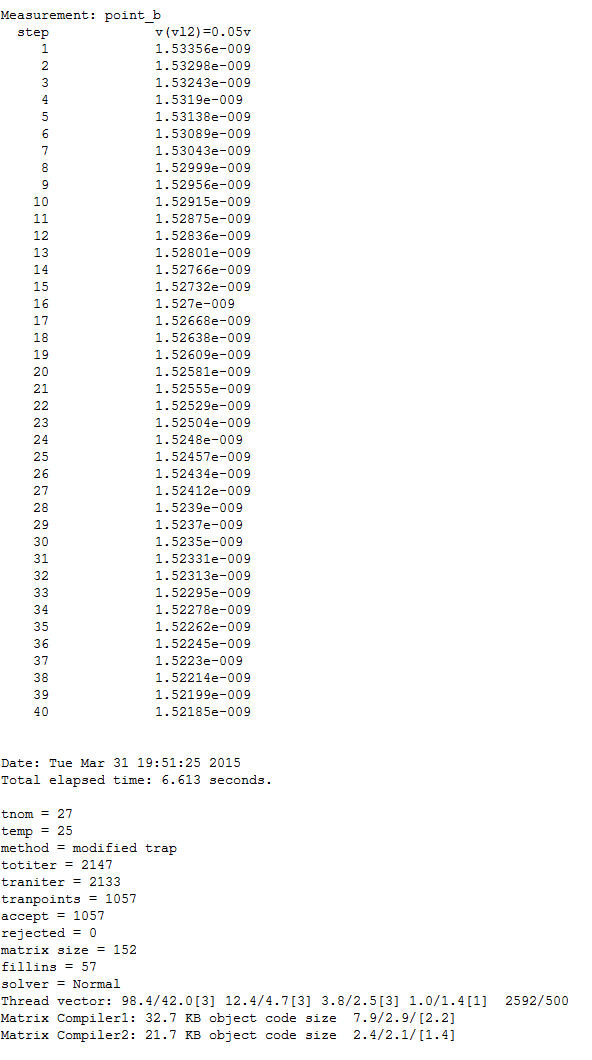 Measurement: point_b
step v(vl2)=0.05v
1 1.53356e-009
2 1.53298e-009
3 1.53243e-009
4 1.5319e-009
5 1.53138e-009
6 1.53089e-009
7 1.53043e-009
8 1.52999e-009
9 1.52956e-009
10 1.52915e-009
11 1.52875e-009
12 1.52836e-009
13 1.52801e-009
14 1.52766e-009
15 1.52732e-009
16 1.527e-009
17 1.52668e-009
18 1.52638e-009
19 1.52609e-009
20 1.52581e-009
21 1.52555e-009
22 1.52529e-009
23 1.52504e-009
24 1.5248e-009
25 1.52457e-009
26 1.52434e-009
27 1.52412e-009
28 1.5239e-009
29 1.5237e-009
30 1.5235e-009
31 1.52331e-009
32 1.52313e-009
33 1.52295e-009
34 1.52278e-009
35 1.52262e-009
36 1.52245e-009
37 1.5223e-009
38 1.52214e-009
39 1.52199e-009
40 1.52185e-009
Date: Tue Mar 31 19:51:25 2015
Total elapsed time: 6.613 seconds.
tnom = 27
temp = 25
method = modified trap
totiter = 2147
traniter = 2133
tranpoints = 1057
accept = 1057
rejected = 0
matrix size = 152
fillins = 57
solver = Normal
Thread vector: 98.4/42.0[3] 12.4/4.7[3] 3.8/2.5[3] 1.0/1.4[1] 2592/500
Matrix Compiler1: 32.7 KB object code size 7.9/2.9/[2.2]
Matrix Compiler2: 21.7 KB object code size 2.4/2.1/[1.4]